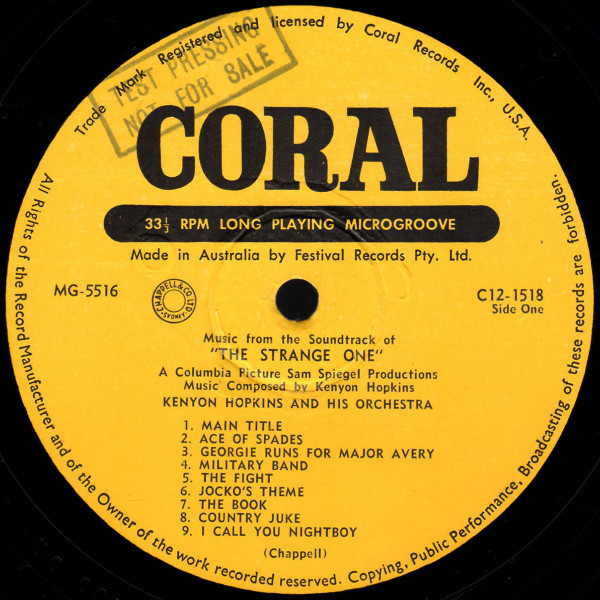 Trade Mark Registered and licensed by Coral Records Inc., U.S.A.
TEST PRESSING
NOT FOR SALE
CORAL
33⅓ RPM LONG PLAYING MICROGROOVE
Made in Australia by Festival Records Pty. Ltd.
MG-5516
CHAPPELL & CO. LTD. SYDNEY
C12-1518
Side One
Music from the Soundtrack of
"THE STRANGE ONE"
A Columbia Picture Sam Spiegel Productions
Music Composed by Kenyon Hopkins
KENYON HOPKINS AND HIS ORCHESTRA
1. MAIN TITLE
2. ACE OF SPADES
3. GEORGIE RUNS FOR MAJOR AVERY
4. MILITARY BAND
5. THE FIGHT
6. JOCKO'S THEME
7. THE BOOK
8. COUNTRY JUKE
9. I CALL YOU NIGHTBOY
(Chappell)
All Rights of the Record Manufacturer and of the Owner of the work recorded reserved. Copying, Public Performance, Broadcasting of these records are forbidden.